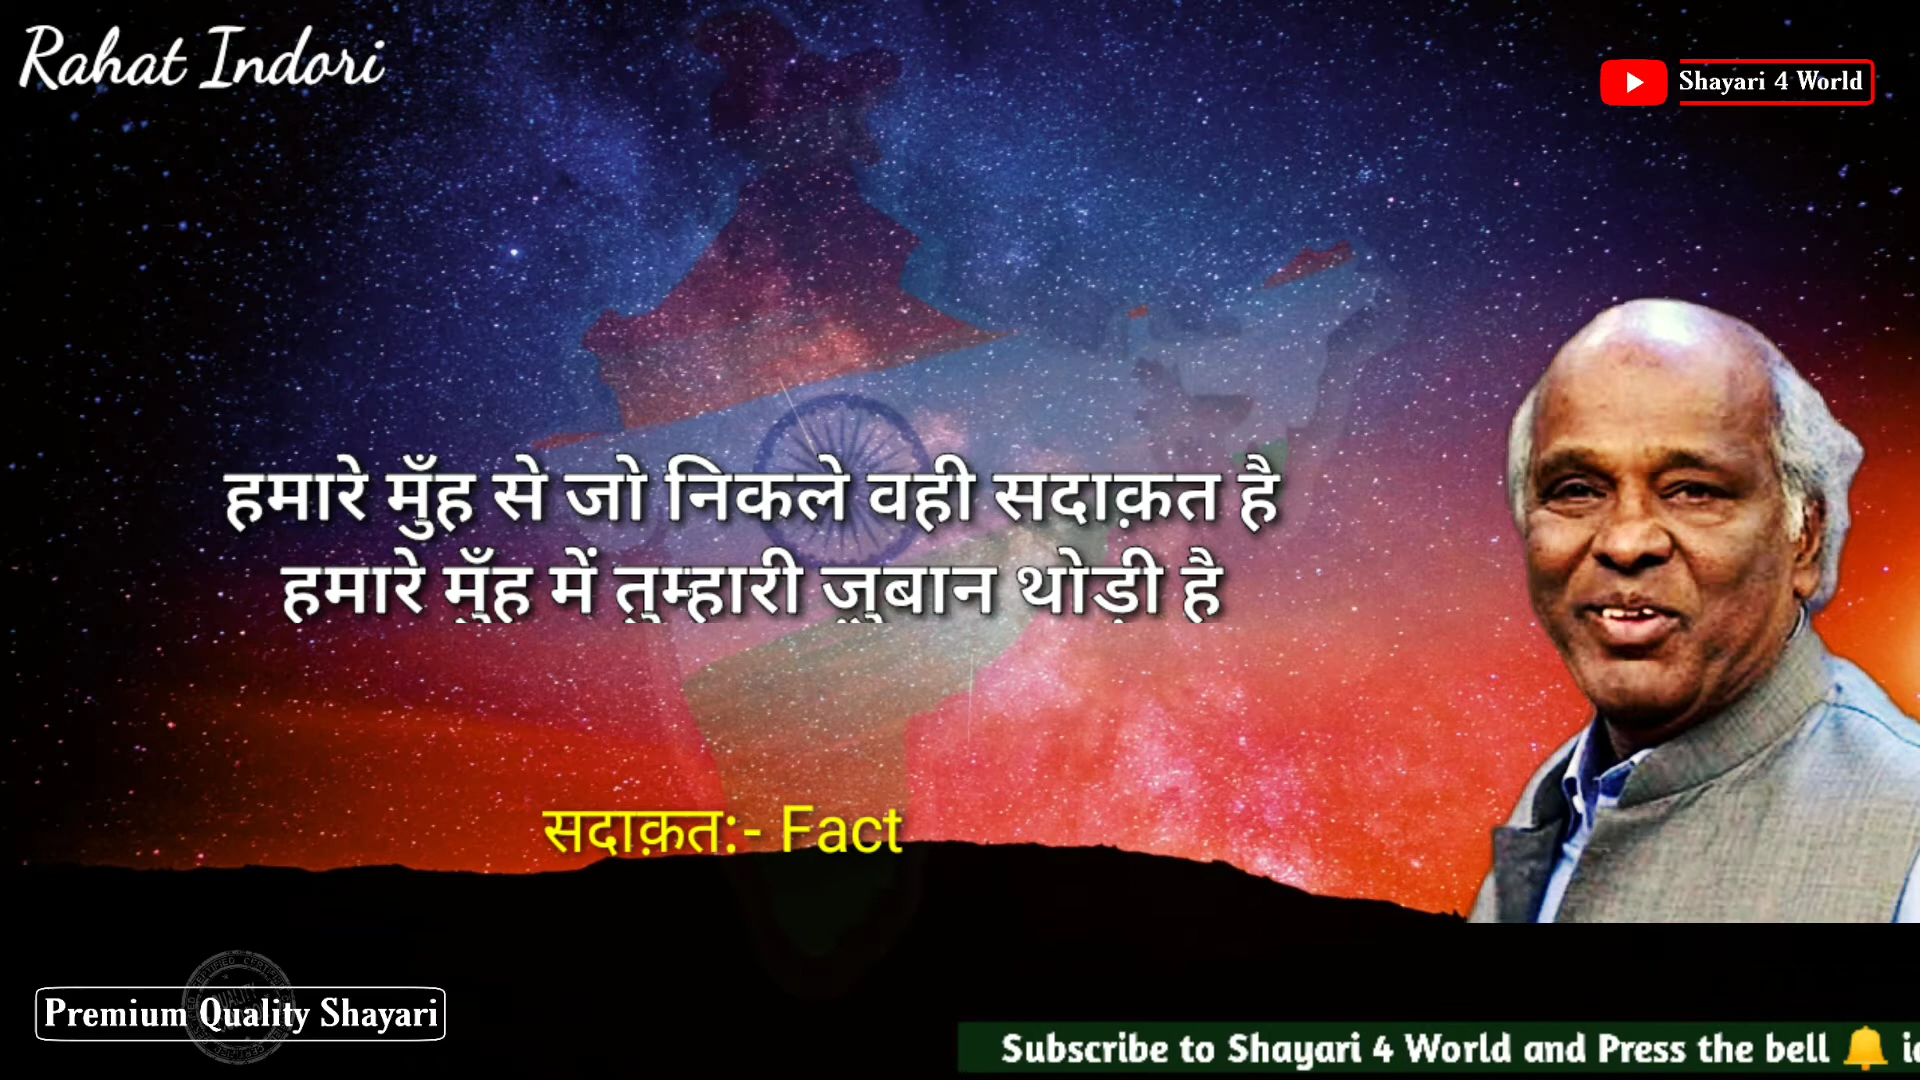 Rahat Indori
Shayari 4 World
हमारे मुँह से जो निकले वही सदाक़त है
हमारे मुँह में तुम्हारी ज़ुबान थोड़ी है
सदाक़त:- Fact
Premium Quality Shayari
Subscribe to Shayari 4 World and Press the bell 🔔